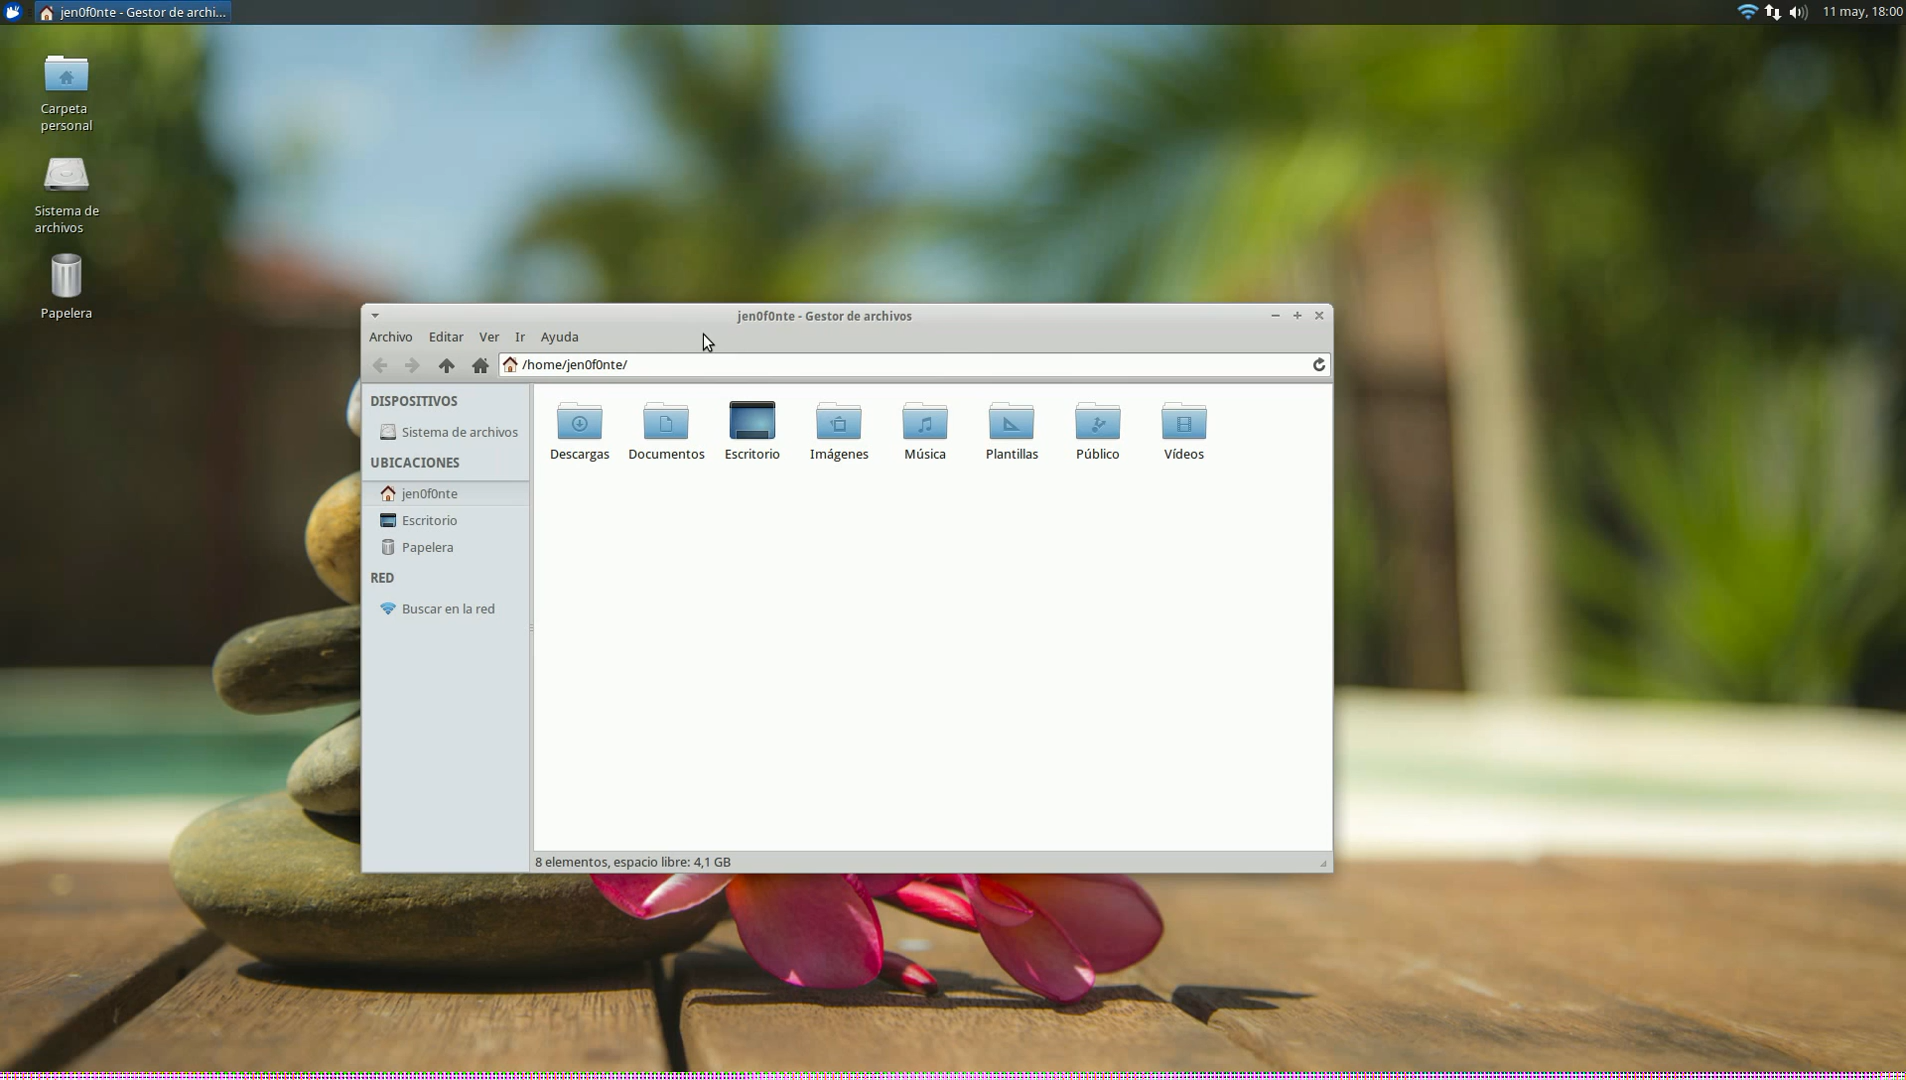 jen0f0nte - Gestor de archi...
11 may, 18:00
Carpeta
personal
Sistema de
archivos
Papelera
jen0f0nte - Gestor de archivos
Archivo Editar Ver Ir Ayuda
/home/jen0f0nte/
DISPOSITIVOS
Sistema de archivos
UBICACIONES
jen0f0nte
Escritorio
Papelera
RED
Buscar en la red
Descargas Documentos Escritorio Imágenes Música Plantillas Público Vídeos
8 elementos, espacio libre: 4,1 GB